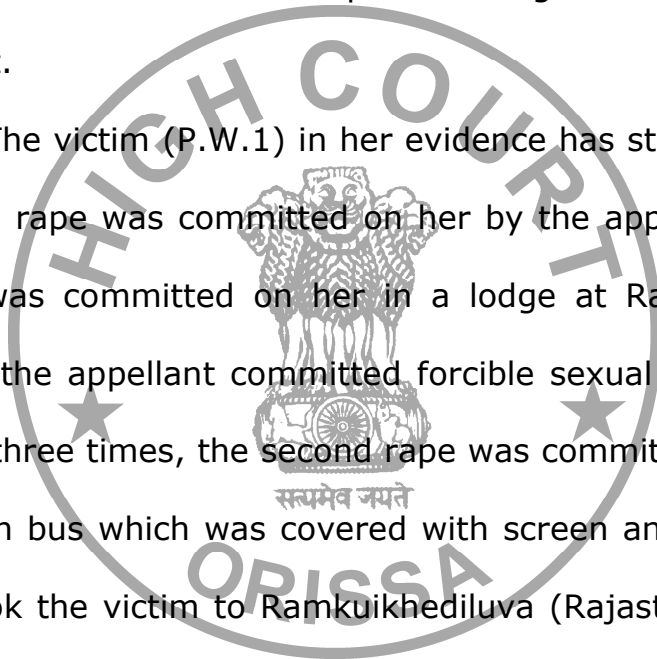 t.
The victim (P.W.1) in her evidence has st
rape was committed on her by the app
was committed on her in a lodge at Ra
the appellant committed forcible sexual
three times, the second rape was commit
n bus which was covered with screen an
ok the victim to Ramkuikhediluva (Rajast
HIGH COURT
सत्यमेव जयते
ORISSA